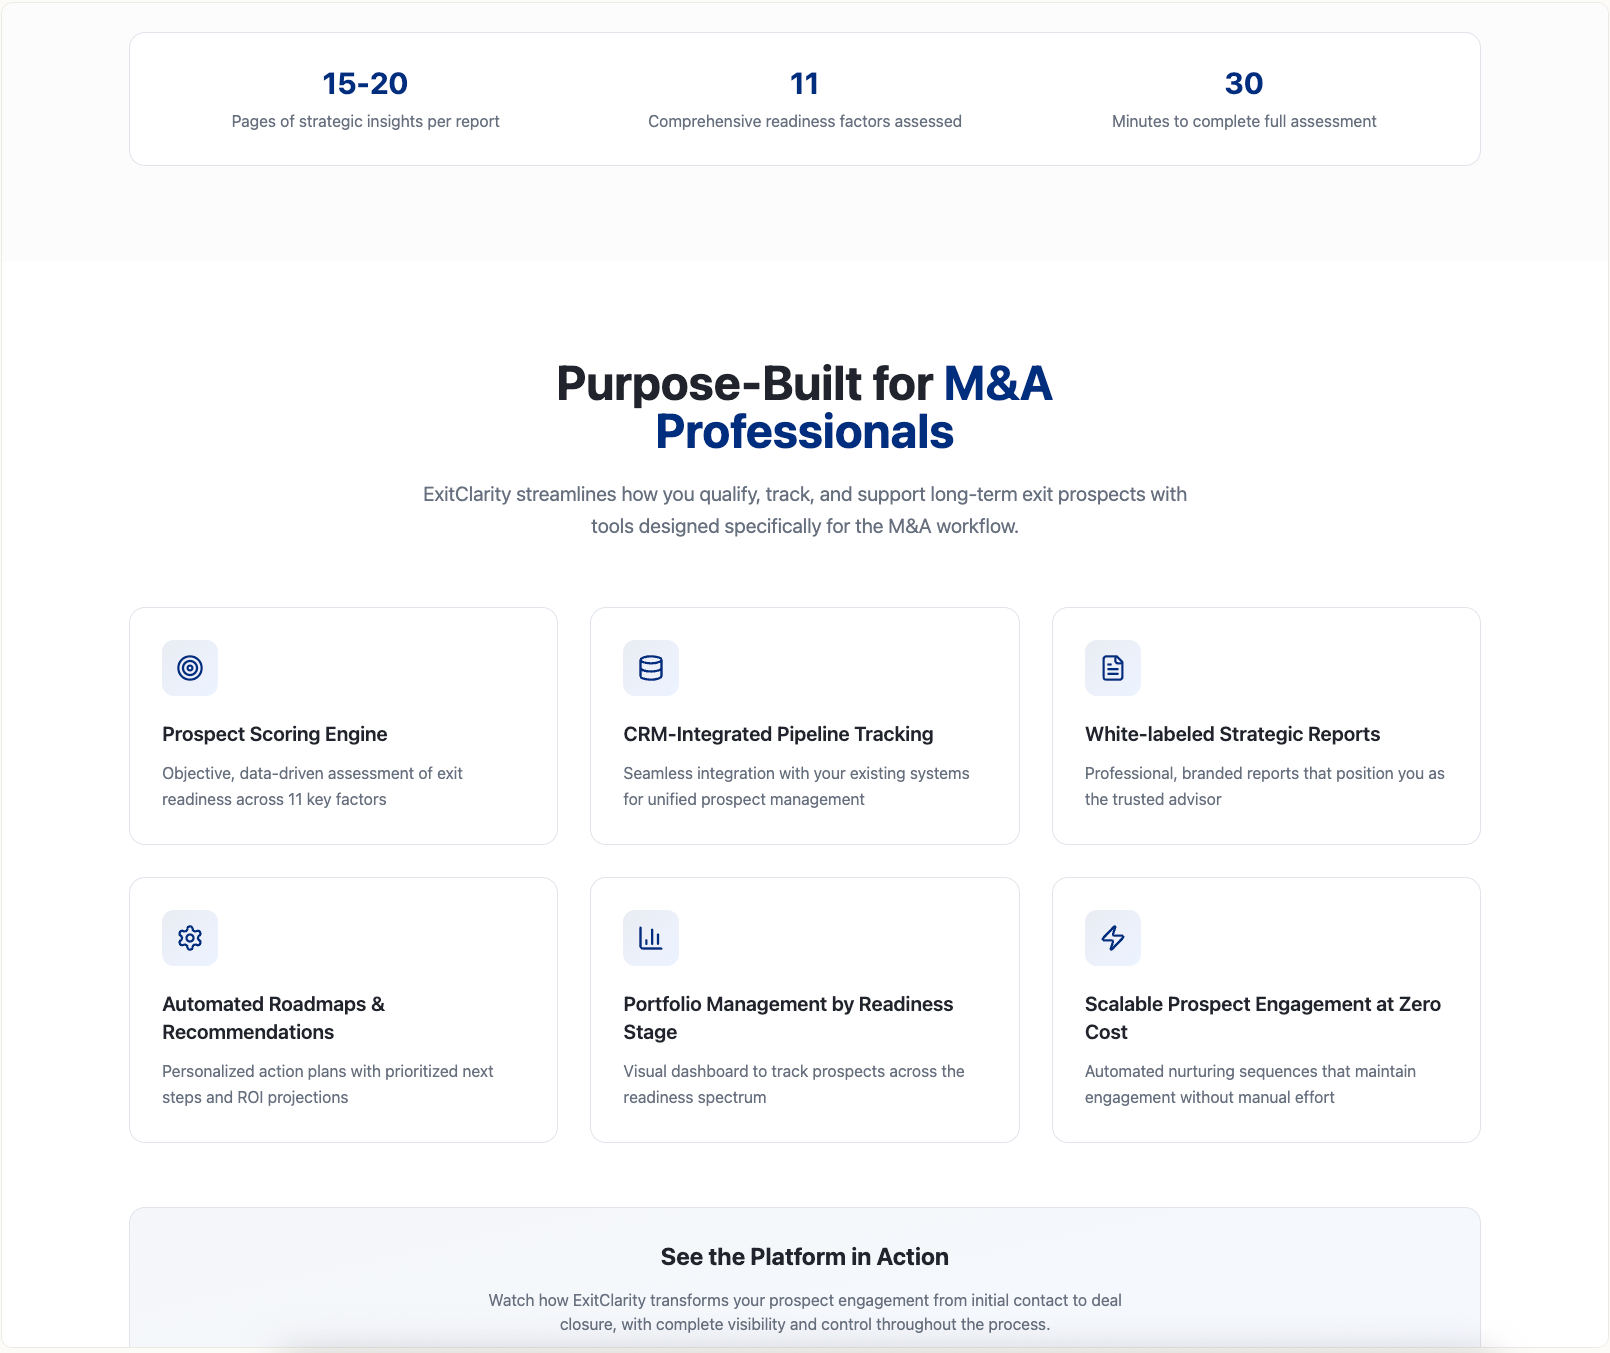 15-20
Pages of strategic insights per report
11
Comprehensive readiness factors assessed
30
Minutes to complete full assessment
Purpose-Built for M&A
Professionals
ExitClarity streamlines how you qualify, track, and support long-term exit prospects with
tools designed specifically for the M&A workflow.
Prospect Scoring Engine
Objective, data-driven assessment of exit
readiness across 11 key factors
CRM-Integrated Pipeline Tracking
Seamless integration with your existing systems
for unified prospect management
White-labeled Strategic Reports
Professional, branded reports that position you as
the trusted advisor
Automated Roadmaps &
Recommendations
Personalized action plans with prioritized next
steps and ROI projections
Portfolio Management by Readiness
Stage
Visual dashboard to track prospects across the
readiness spectrum
Scalable Prospect Engagement at Zero
Cost
Automated nurturing sequences that maintain
engagement without manual effort
See the Platform in Action
Watch how ExitClarity transforms your prospect engagement from initial contact to deal
closure, with complete visibility and control throughout the process.